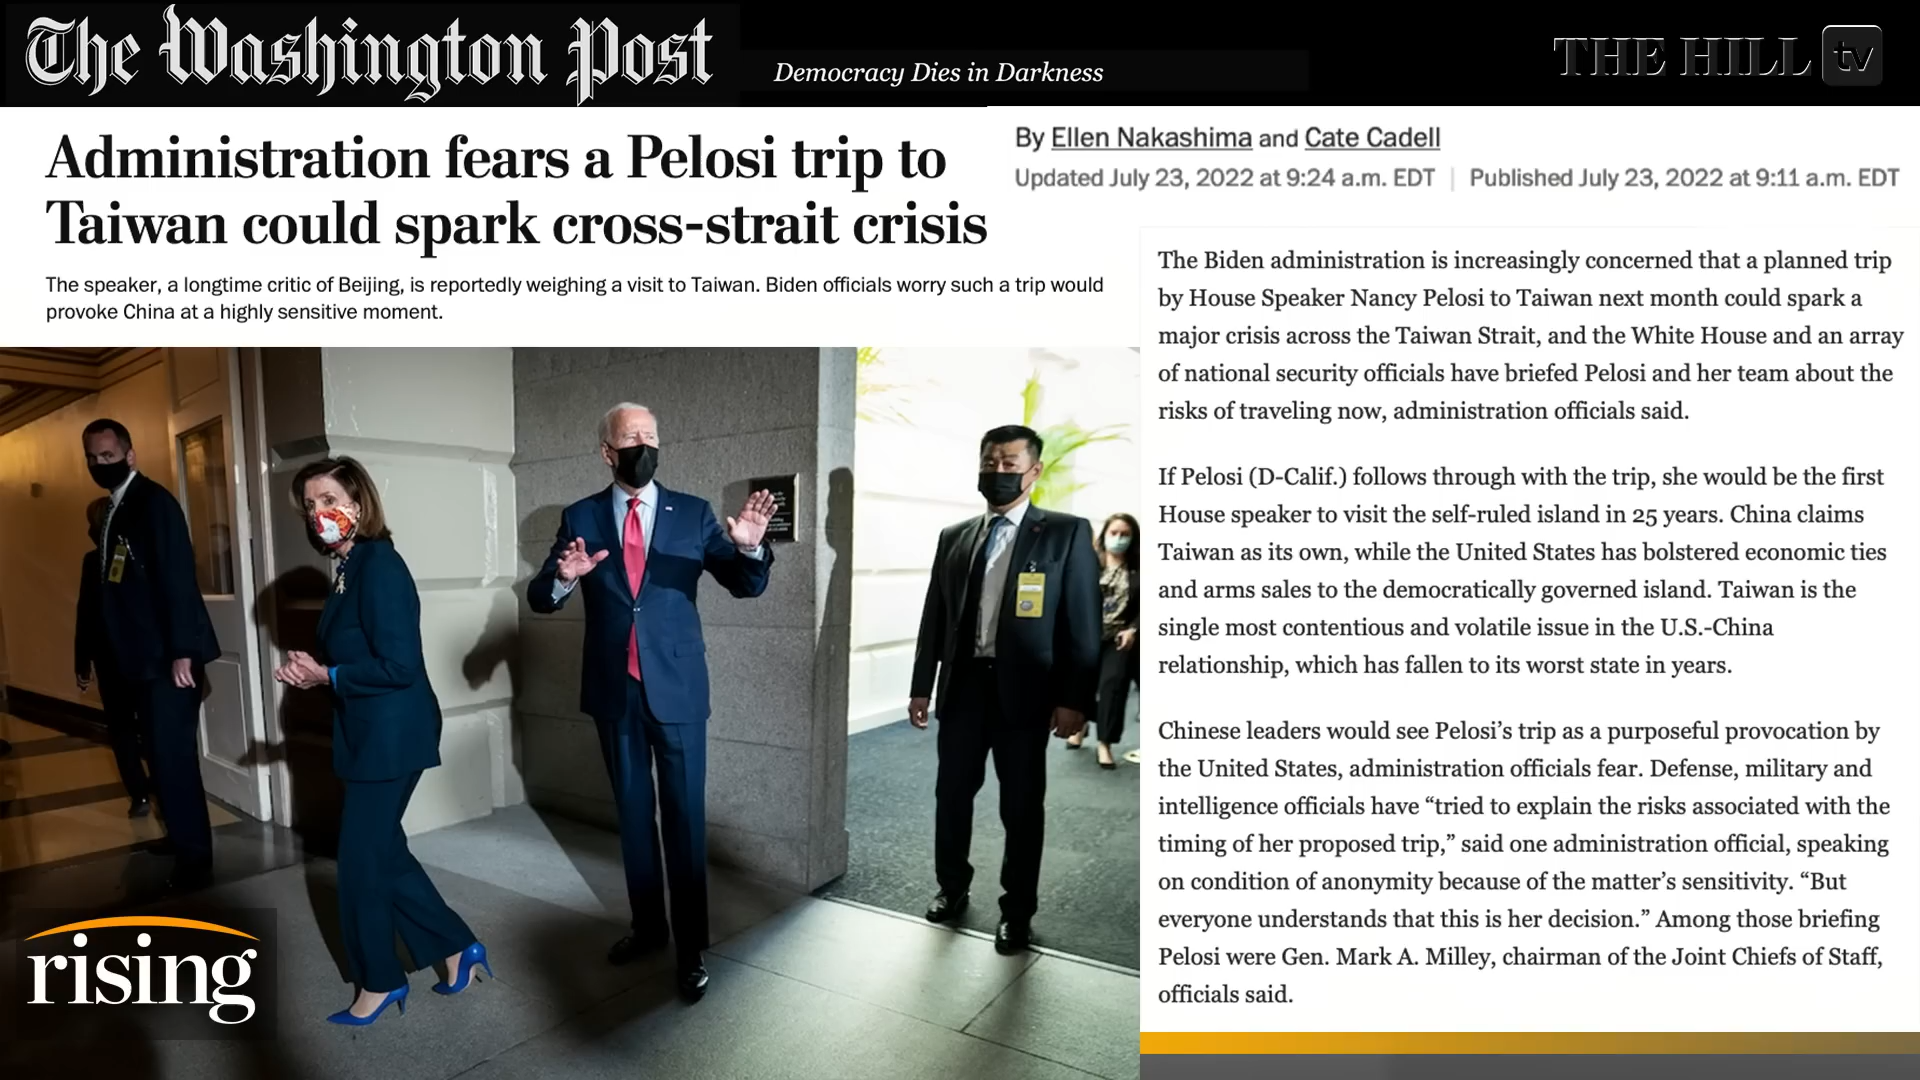 The Washington Post
Democracy Dies in Darkness
THE HILL tv
Administration fears a Pelosi trip to
Taiwan could spark cross-strait crisis
The speaker, a longtime critic of Beijing, is reportedly weighing a visit to Taiwan. Biden officials worry such a trip would
provoke China at a highly sensitive moment.
By Ellen Nakashima and Cate Cadell
Updated July 23, 2022 at 9:24 a.m. EDT | Published July 23, 2022 at 9:11 a.m. EDT
The Biden administration is increasingly concerned that a planned trip
by House Speaker Nancy Pelosi to Taiwan next month could spark a
major crisis across the Taiwan Strait, and the White House and an array
of national security officials have briefed Pelosi and her team about the
risks of traveling now, administration officials said.
If Pelosi (D-Calif.) follows through with the trip, she would be the first
House speaker to visit the self-ruled island in 25 years. China claims
Taiwan as its own, while the United States has bolstered economic ties
and arms sales to the democratically governed island. Taiwan is the
single most contentious and volatile issue in the U.S.-China
relationship, which has fallen to its worst state in years.
Chinese leaders would see Pelosi’s trip as a purposeful provocation by
the United States, administration officials fear. Defense, military and
intelligence officials have “tried to explain the risks associated with the
timing of her proposed trip,” said one administration official, speaking
on condition of anonymity because of the matter’s sensitivity. “But
everyone understands that this is her decision.” Among those briefing
Pelosi were Gen. Mark A. Milley, chairman of the Joint Chiefs of Staff,
officials said.
rising